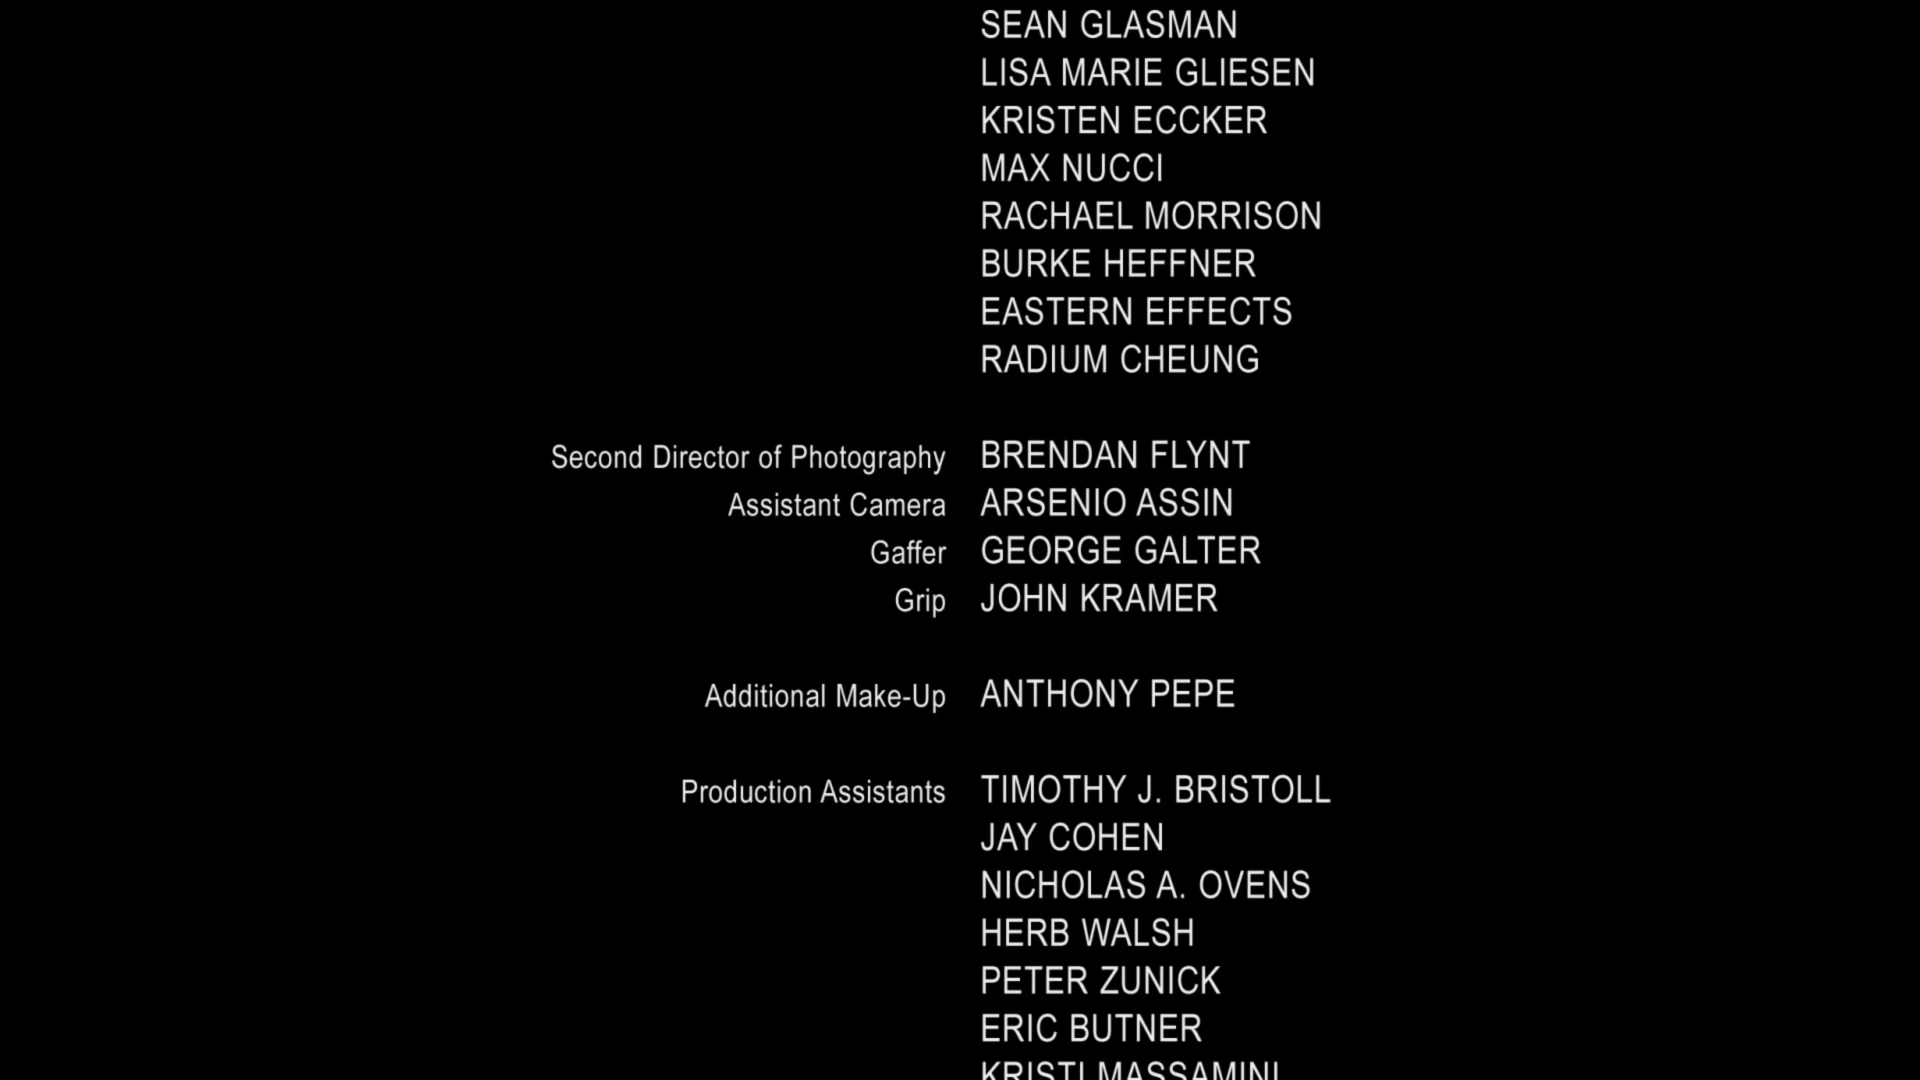 SEAN GLASMAN
LISA MARIE GLIESEN
KRISTEN ECCKER
MAX NUCCI
RACHAEL MORRISON
BURKE HEFFNER
EASTERN EFFECTS
RADIUM CHEUNG
Second Director of Photography BRENDAN FLYNT
Assistant Camera ARSENIO ASSIN
Gaffer GEORGE GALTER
Grip JOHN KRAMER
Additional Make-Up ANTHONY PEPE
Production Assistants TIMOTHY J. BRISTOLL
JAY COHEN
NICHOLAS A. OVENS
HERB WALSH
PETER ZUNICK
ERIC BUTNER
KRISTI MASSAMINI